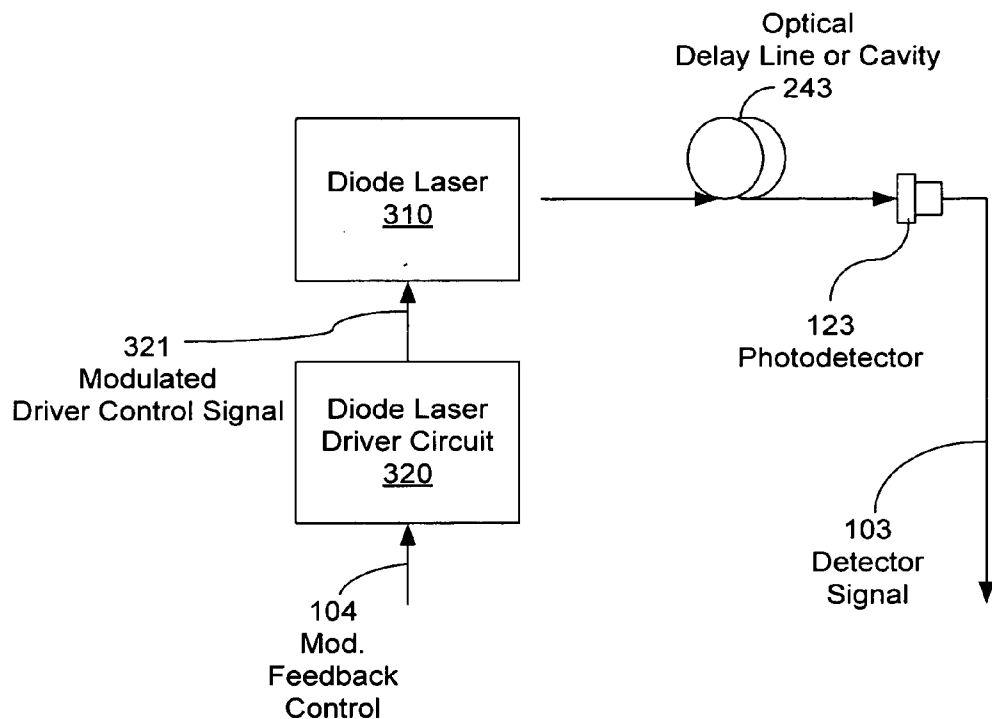 Optical
Delay Line or Cavity
243
Diode Laser
310
321
Modulated
Driver Control Signal
Diode Laser
Driver Circuit
320
123
Photodetector
104
Mod.
Feedback
Control
103
Detector
Signal